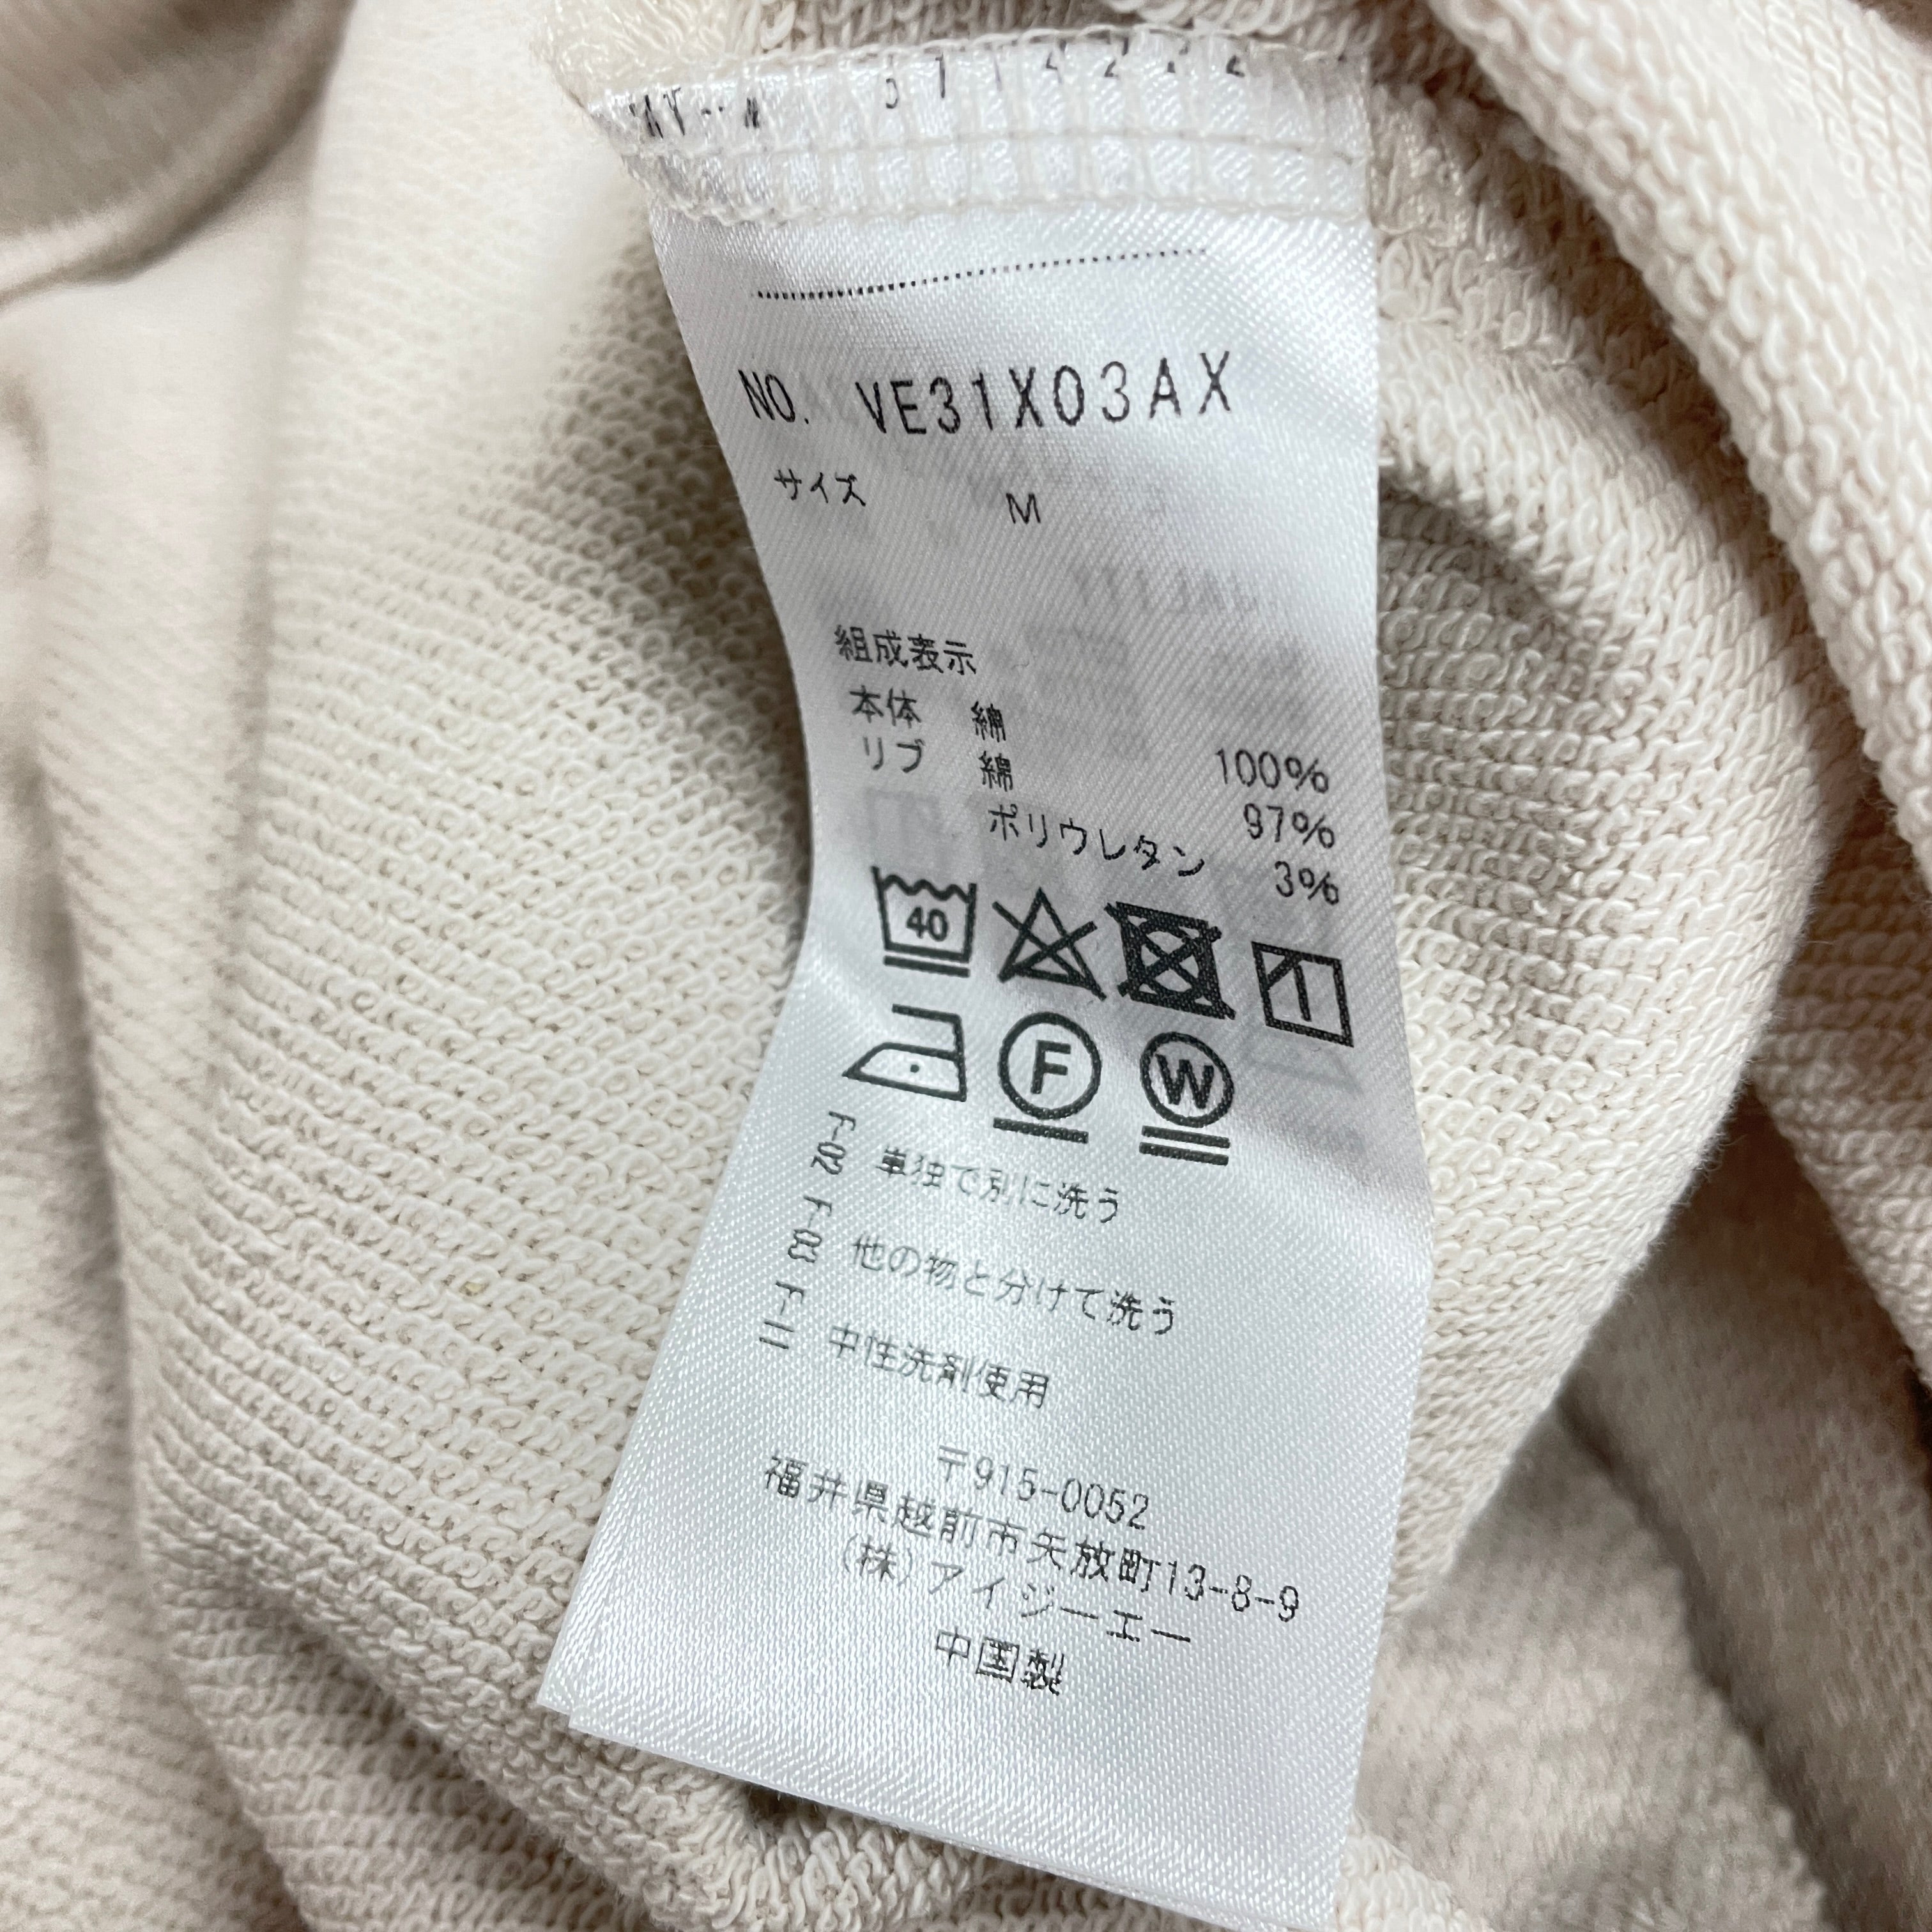 NO. VE31X03AX
サイズ M
組成表示
本体 綿 100%
リブ 綿 97%
ポリウレタン 3%
40
F W
F-02 単独で別に洗う
F-03 他の物と分けて洗う
F-11 中性洗剤使用
〒915-0052
福井県越前市矢放町13-8-9
(株)アイジーエー
中国製